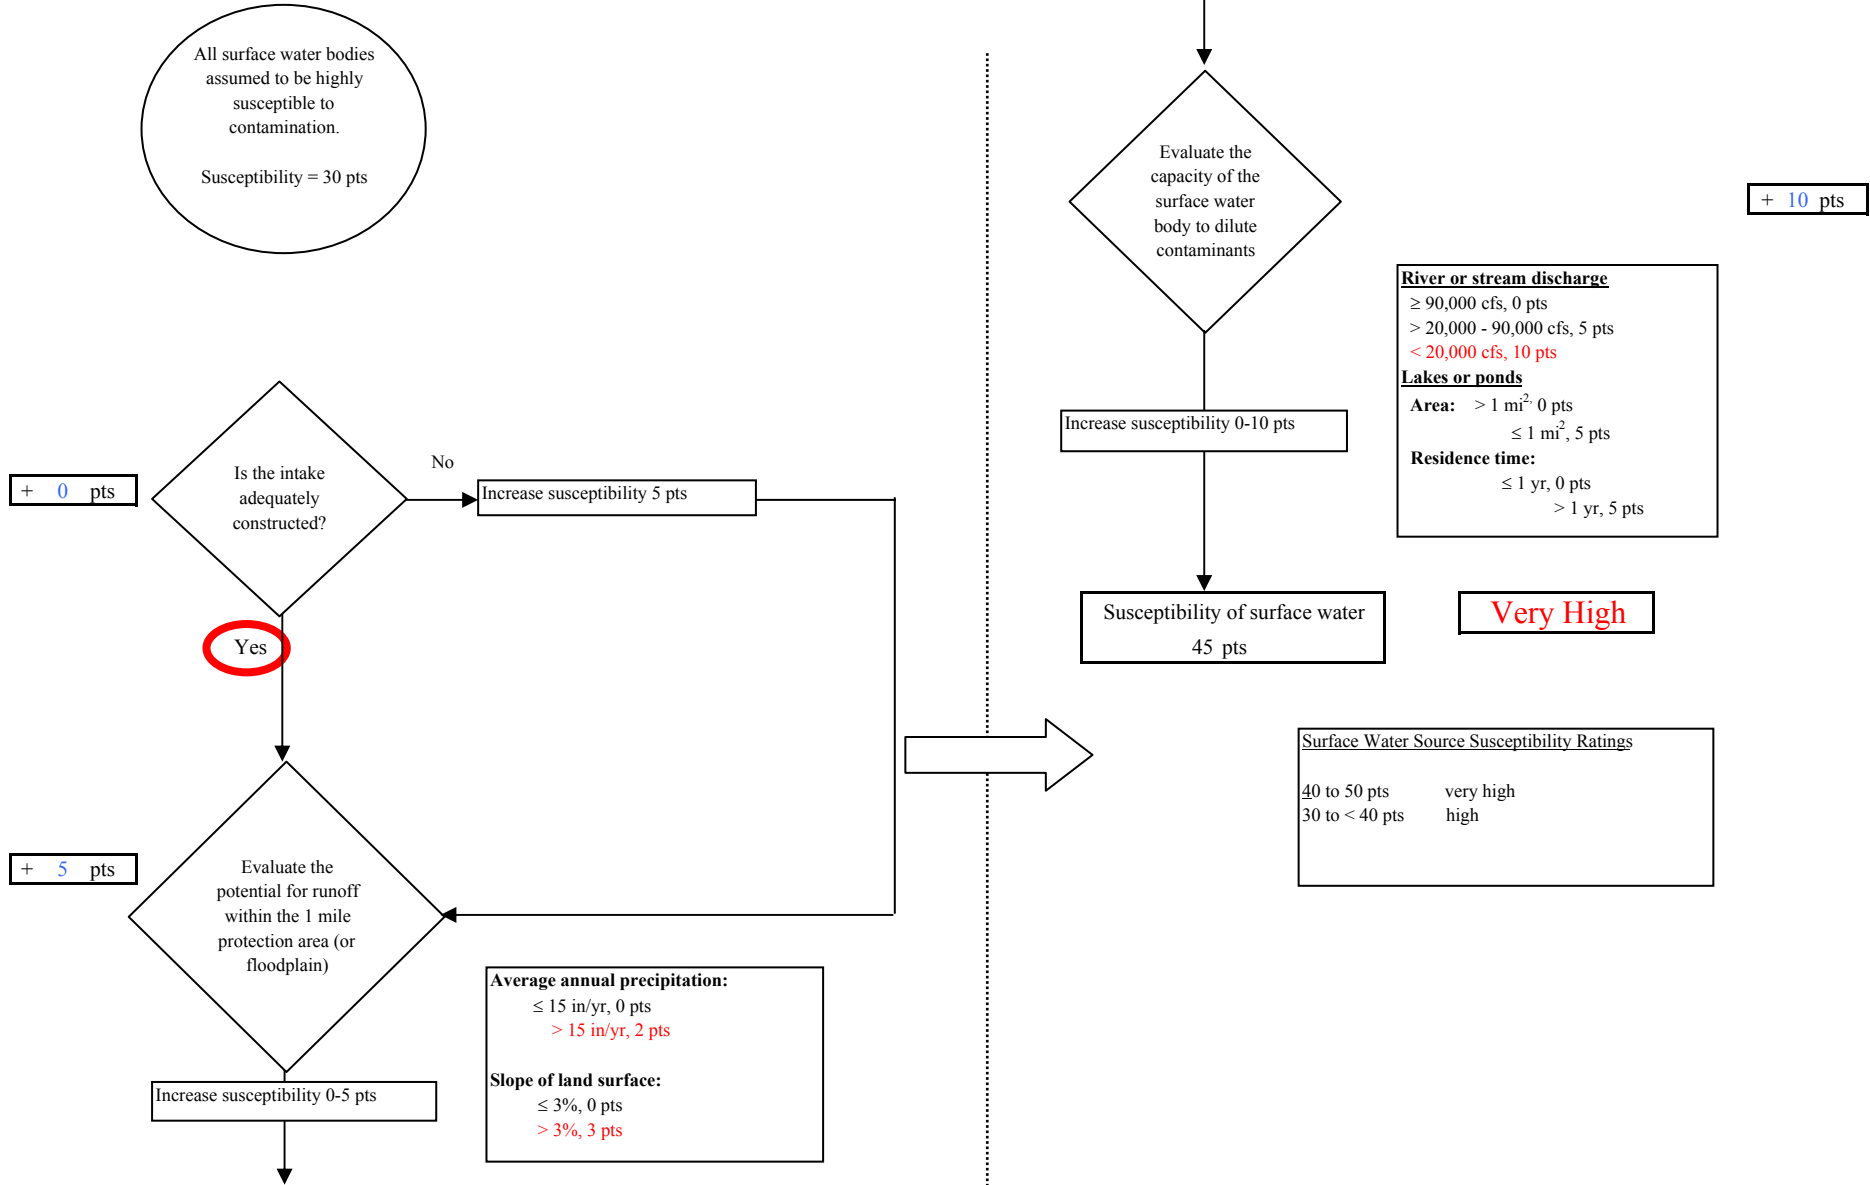 All surface water bodies
assumed to be highly
susceptible to
contamination.
Susceptibility = 30 pts
+ 0 pts
Is the intake
adequately
constructed?
No
Increase susceptibility 5 pts
Yes
+ 5 pts
Evaluate the
potential for runoff
within the 1 mile
protection area (or
floodplain)
Average annual precipitation:
≤ 15 in/yr, 0 pts
> 15 in/yr, 2 pts
Slope of land surface:
≤ 3%, 0 pts
> 3%, 3 pts
Increase susceptibility 0-5 pts
Evaluate the
capacity of the
surface water
body to dilute
contaminants
+ 10 pts
River or stream discharge
≥ 90,000 cfs, 0 pts
> 20,000 - 90,000 cfs, 5 pts
< 20,000 cfs, 10 pts
Lakes or ponds
Area: > 1 mi², 0 pts
≤ 1 mi², 5 pts
Residence time:
≤ 1 yr, 0 pts
> 1 yr, 5 pts
Increase susceptibility 0-10 pts
Susceptibility of surface water
45 pts
Very High
Surface Water Source Susceptibility Ratings
40 to 50 pts very high
30 to < 40 pts high